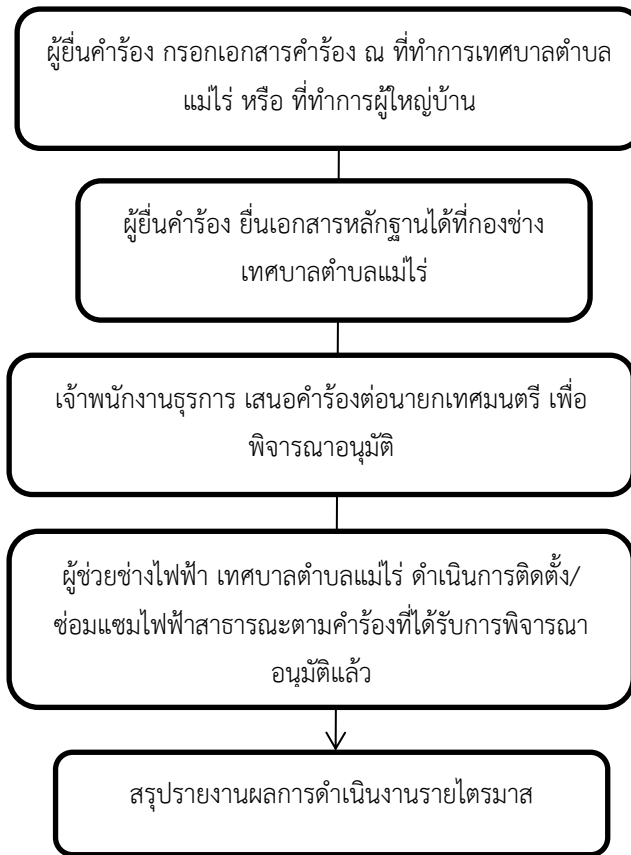 ผู้ยื่นคำร้อง กรอกเอกสารคำร้อง ณ ที่ทำการเทศบาลตำบล
แม่ไร่ หรือ ที่ทำการผู้ใหญ่บ้าน
ผู้ยื่นคำร้อง ยื่นเอกสารหลักฐานได้ที่กองช่าง
เทศบาลตำบลแม่ไร่
เจ้าพนักงานธุรการ เสนอคำร้องต่อนายกเทศมนตรี เพื่อ
พิจารณาอนุมัติ
ผู้ช่วยช่างไฟฟ้า เทศบาลตำบลแม่ไร่ ดำเนินการติดตั้ง/
ซ่อมแซมไฟฟ้าสาธารณะตามคำร้องที่ได้รับการพิจารณา
อนุมัติแล้ว
สรุปรายงานผลการดำเนินงานรายไตรมาส